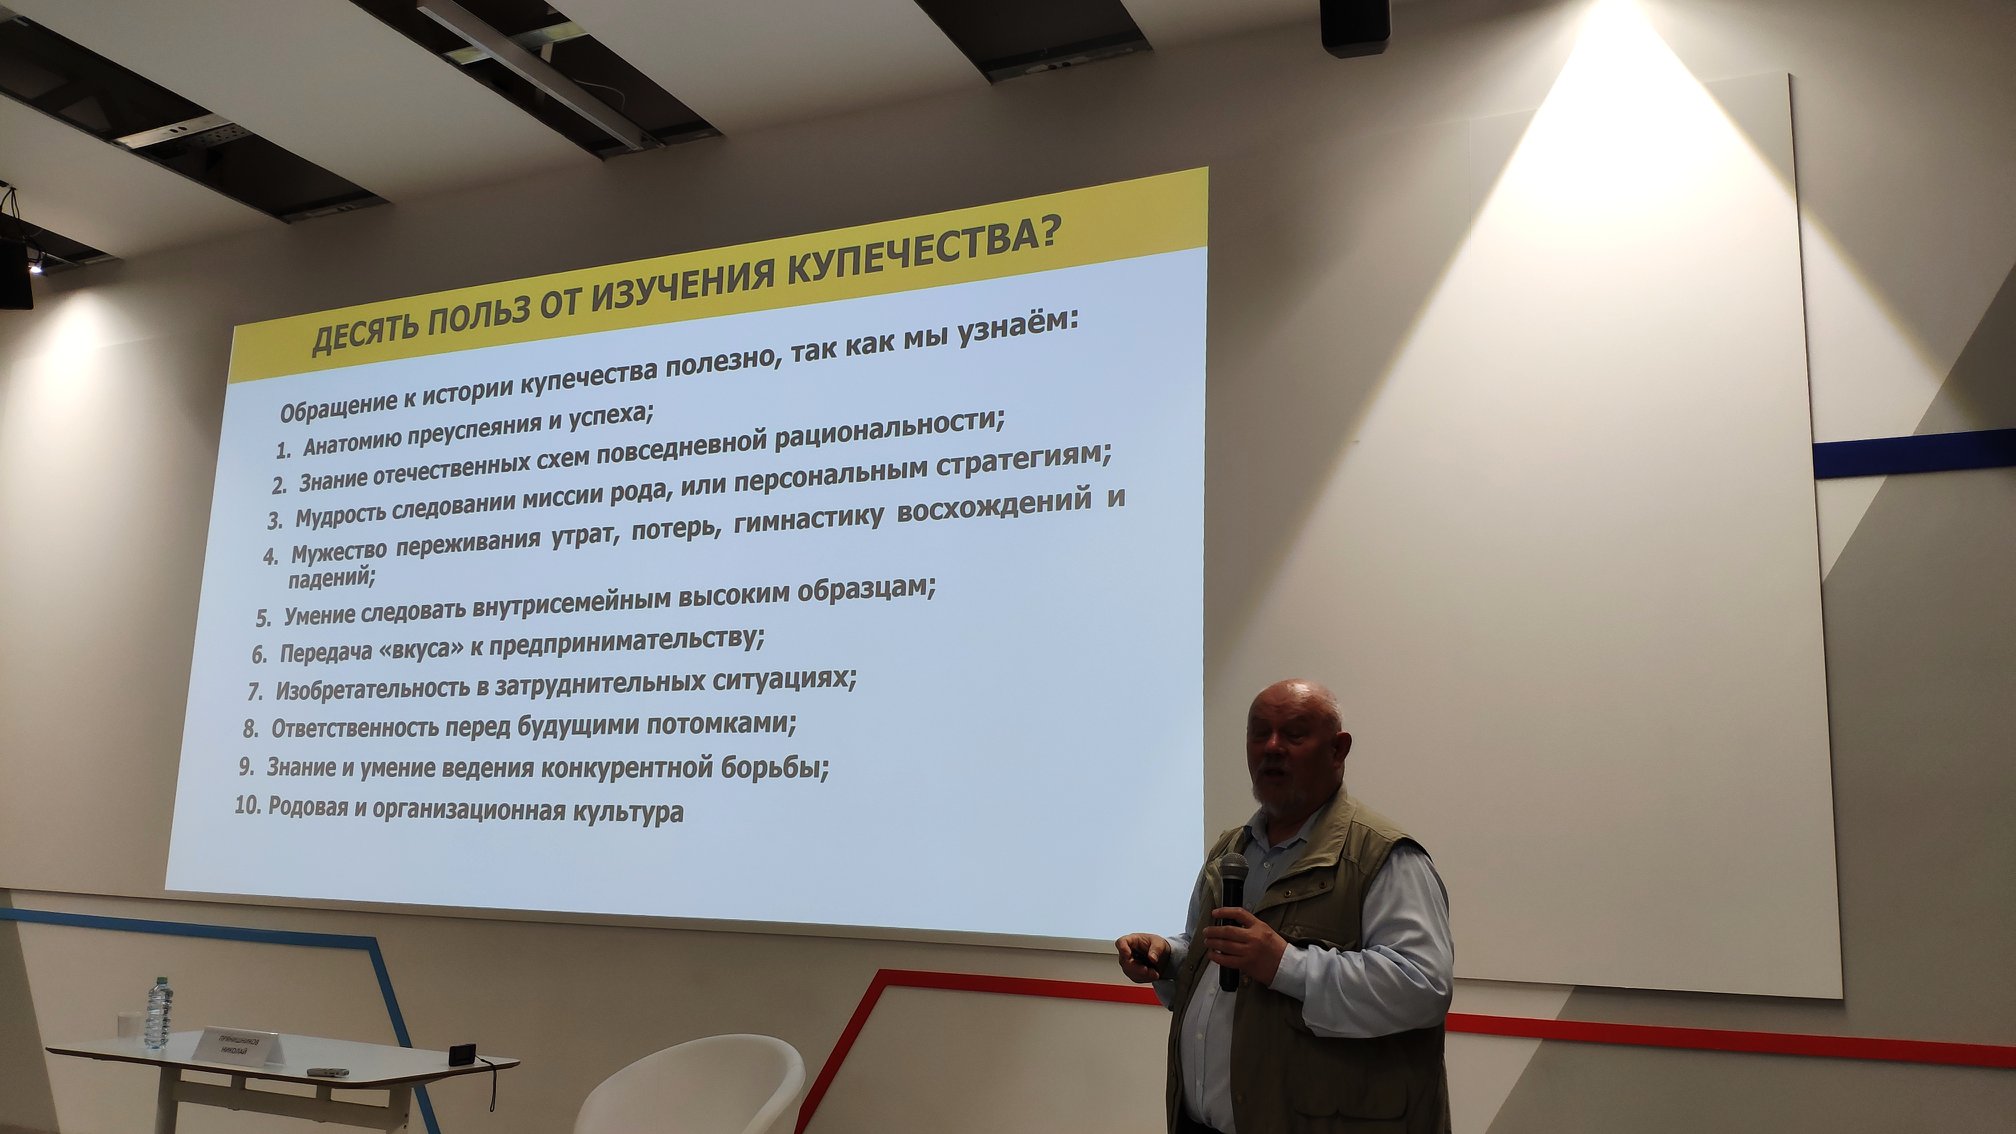 ДЕСЯТЬ ПОЛЬЗ ОТ ИЗУЧЕНИЯ КУПЕЧЕСТВА?
Обращение к истории купечества полезно, так как мы узнаём:
1. Анатомию преуспеяния и успеха;
2. Знание отечественных схем повседневной рациональности;
3. Мудрость следовании миссии рода, или персональным стратегиям;
4. Мужество переживания утрат, потерь, гимнастику восхождений и
падений;
5. Умение следовать внутрисемейным высоким образцам;
6. Передача «вкуса» к предпринимательству;
7. Изобретательность в затруднительных ситуациях;
8. Ответственность перед будущими потомками;
9. Знание и умение ведения конкурентной борьбы;
10. Родовая и организационная культура
ПРЯНИШНИКОВ
НИКОЛАЙ